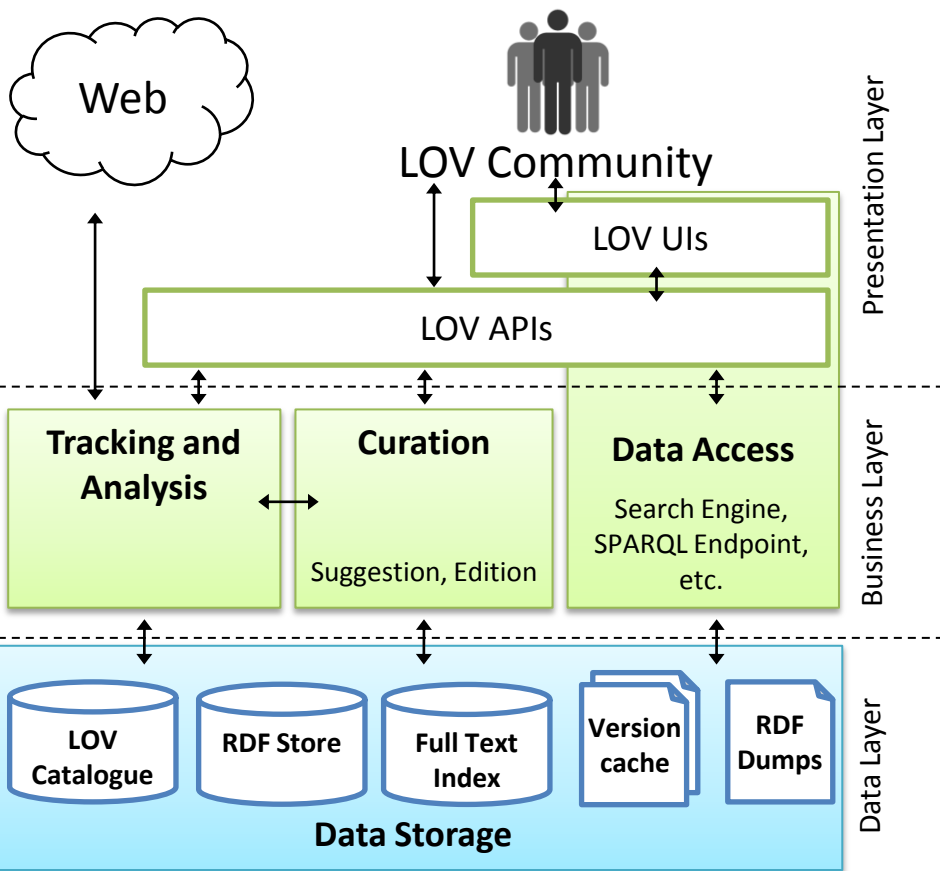 Web
LOV Community
LOV UIs
LOV APIs
Presentation Layer
Tracking and
Analysis
Curation
Suggestion, Edition
Data Access
Search Engine,
SPARQL Endpoint,
etc.
Business Layer
LOV
Catalogue
RDF Store
Full Text
Index
Version
cache
RDF
Dumps
Data Storage
Data Layer